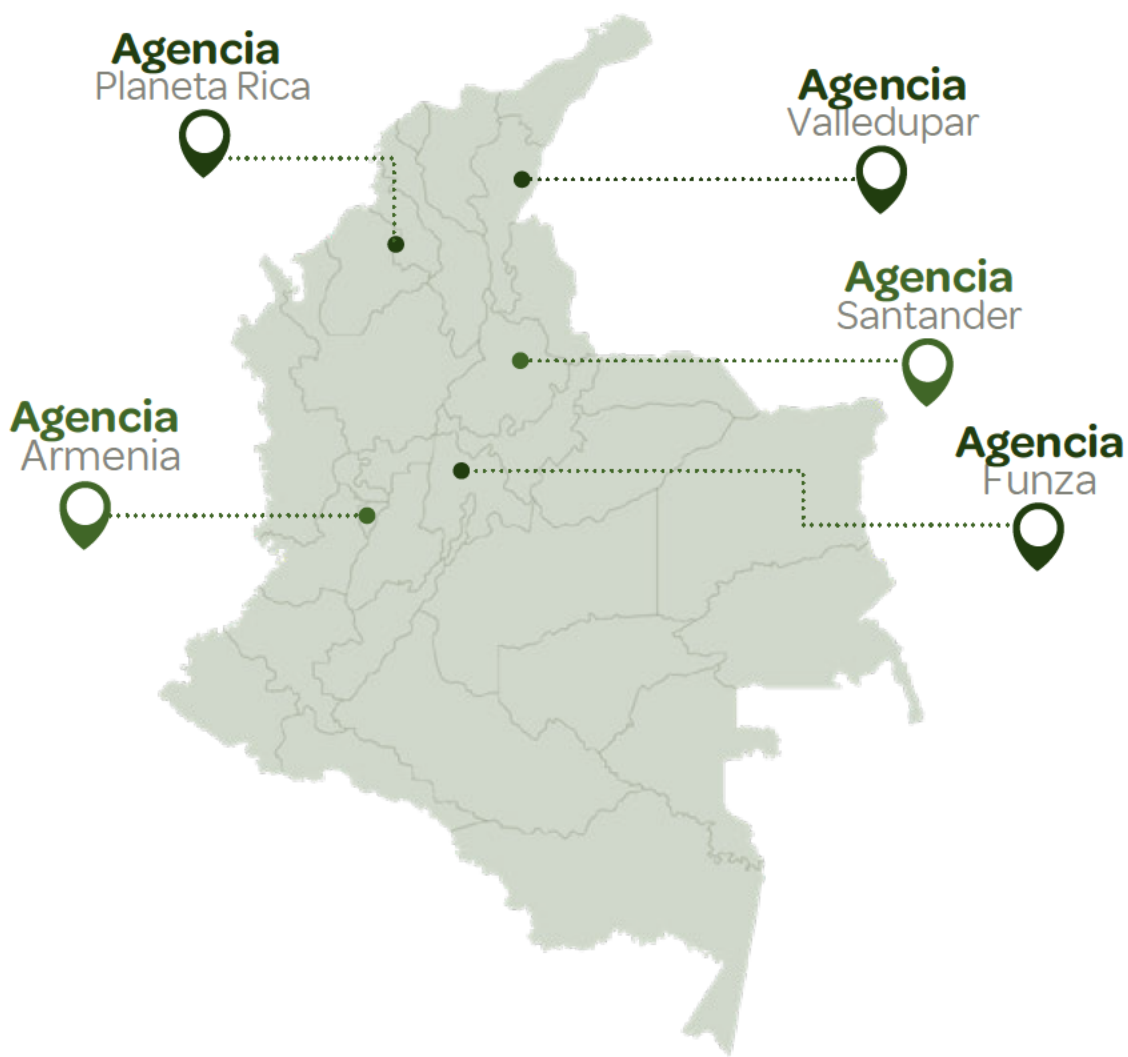 Agencia
Planeta Rica
Agencia
Valledupar
Agencia
Santander
Agencia
Armenia
Agencia
Funza